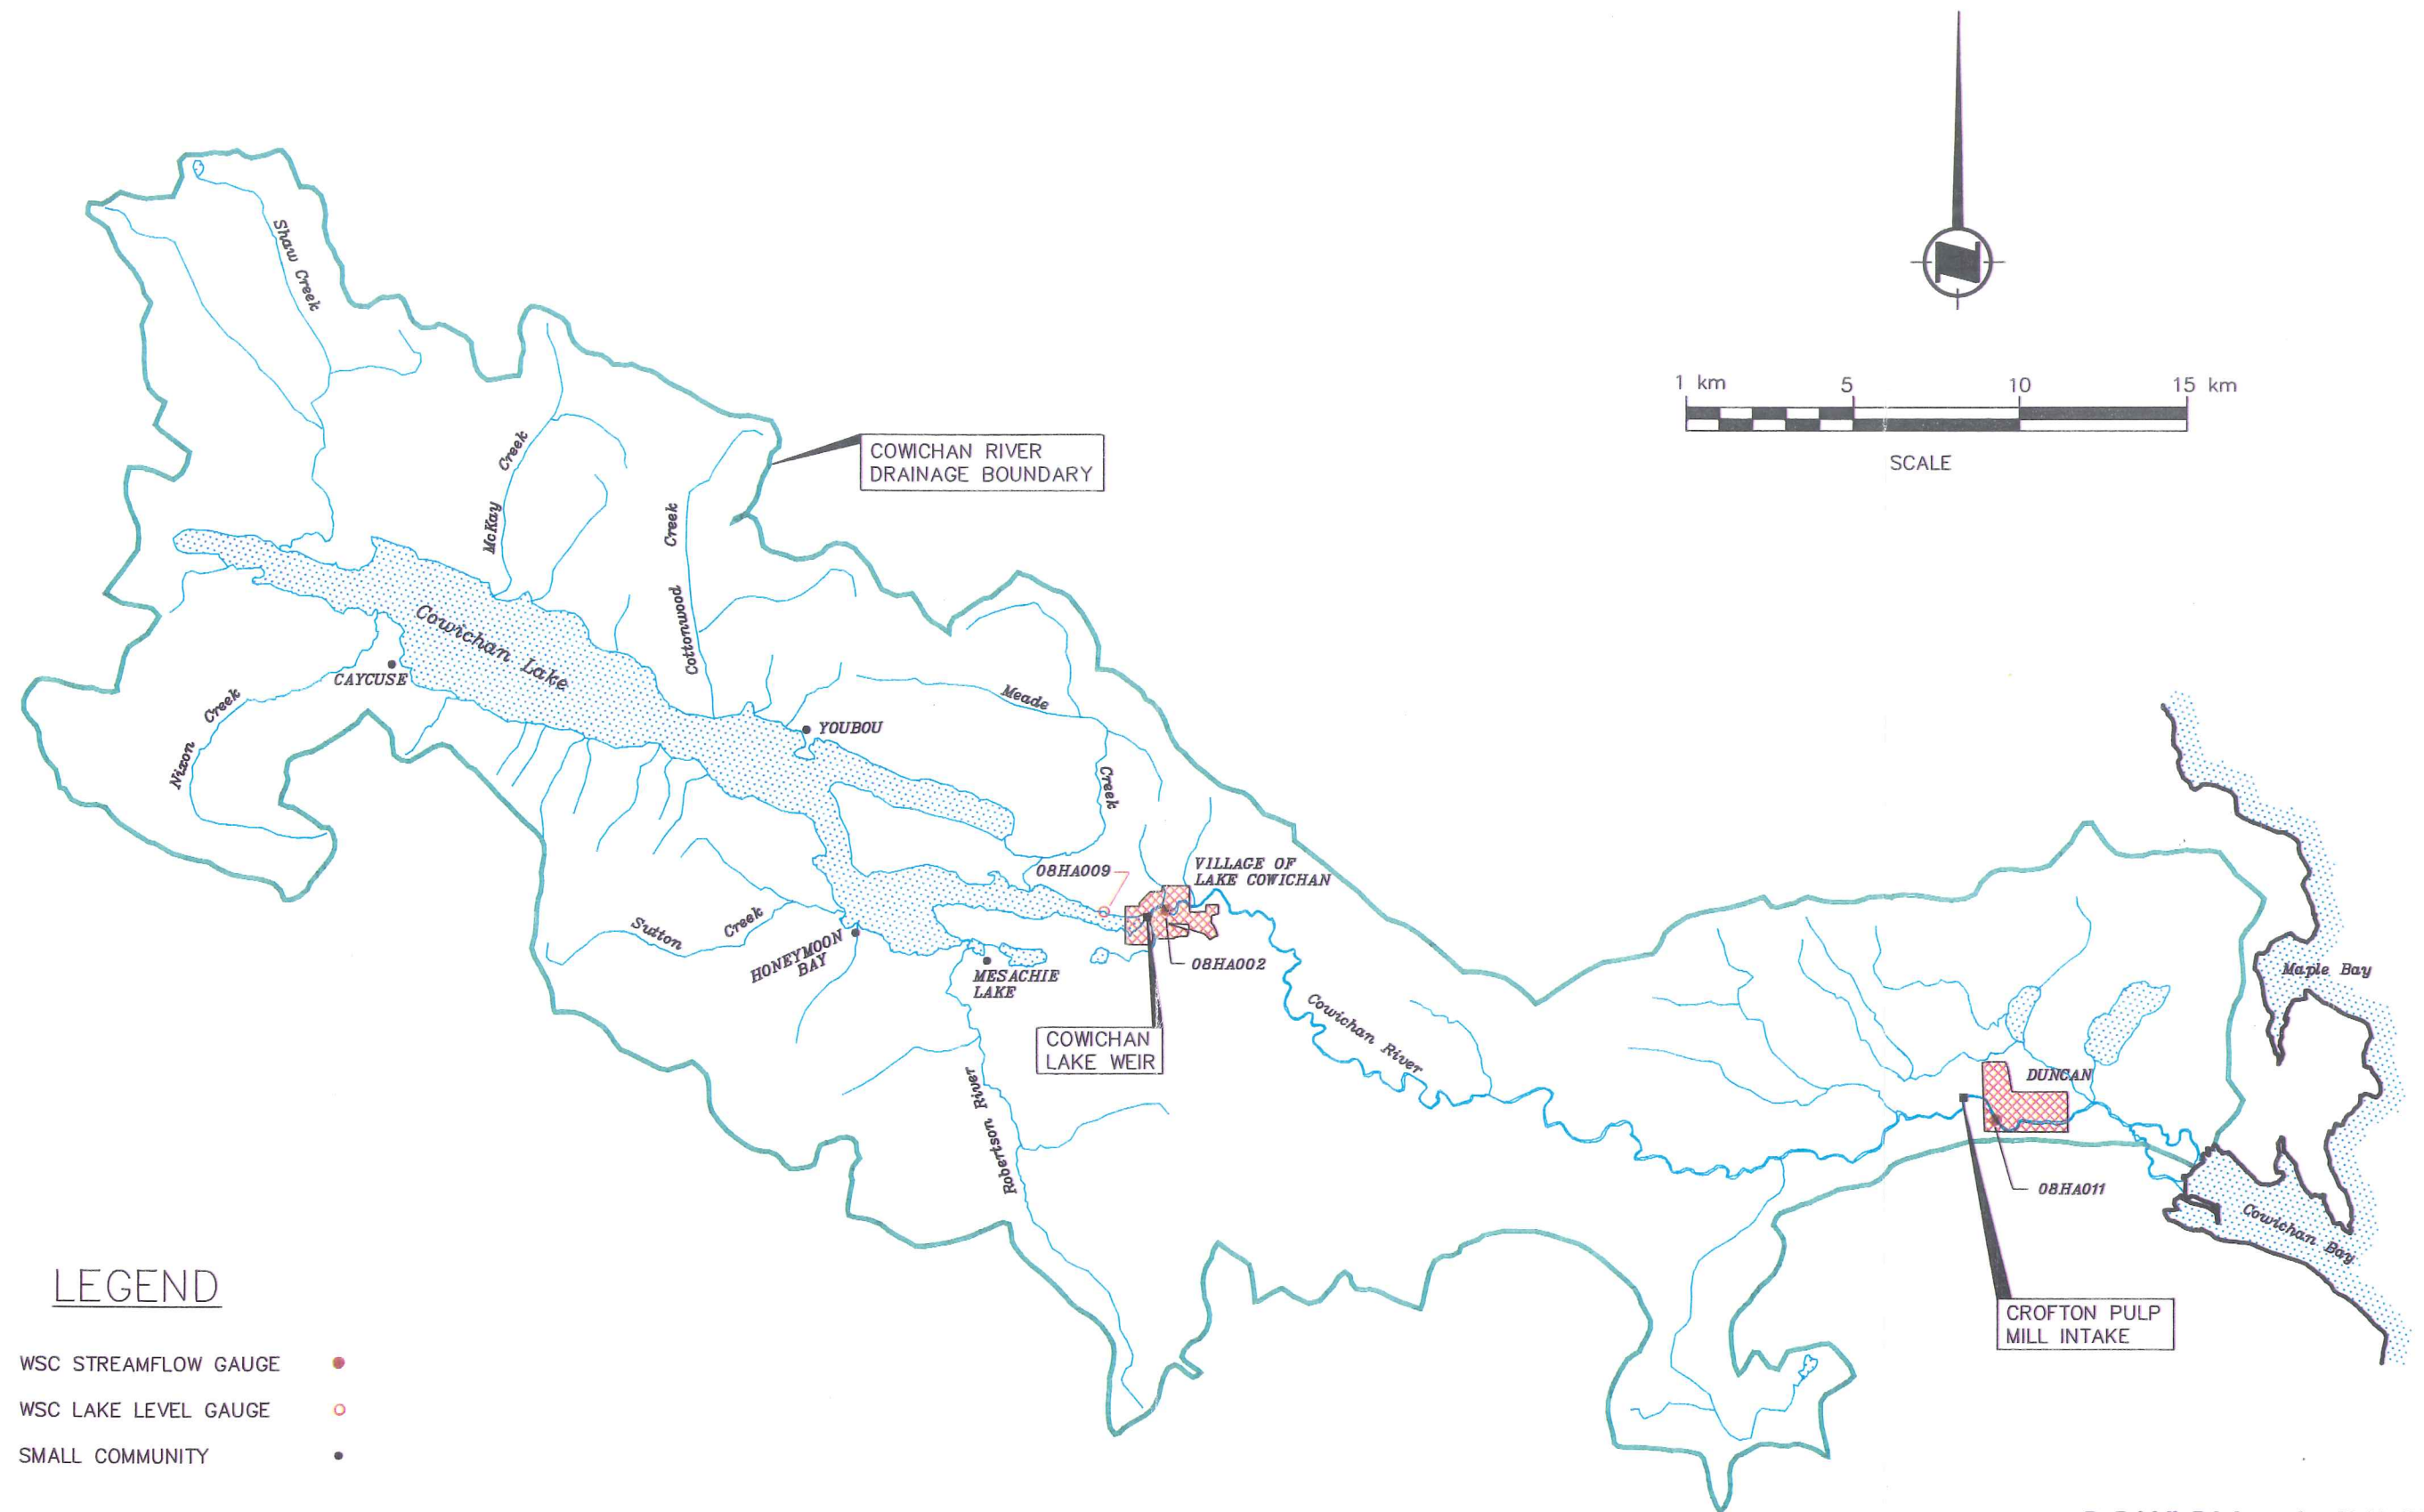 Shaw Creek
1 km 5 10 15 km
SCALE
COWICHAN RIVER
DRAINAGE BOUNDARY
McKay Creek
Cottonwood Creek
Cowichan Lake
CAYCUSE
Nixon Creek
YOUBOU
Meade Creek
08HA009
VILLAGE OF
LAKE COWICHAN
Sutton Creek
HONEYMOON
BAY
MESACHIE
LAKE
08HA002
COWICHAN
LAKE WEIR
Cowichan River
Robertson River
Maple Bay
DUNCAN
08HA011
Cowichan Bay
CROFTON PULP
MILL INTAKE
N
LEGEND
WSC STREAMFLOW GAUGE
WSC LAKE LEVEL GAUGE
SMALL COMMUNITY